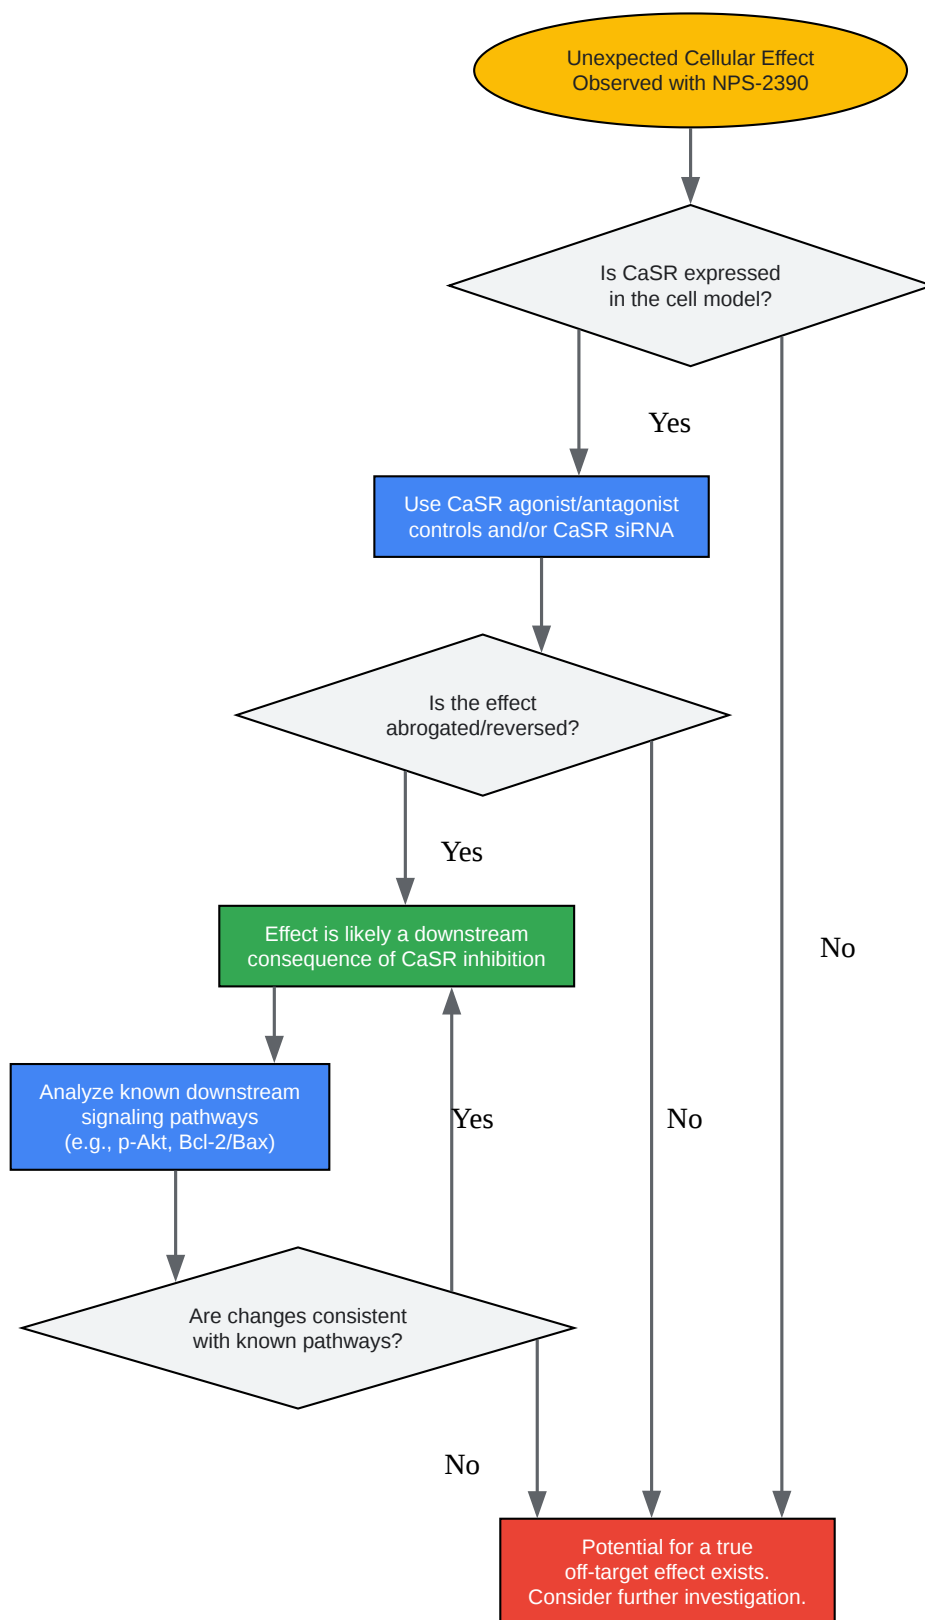 Unexpected Cellular Effect
Observed with NPS-2390
Is CaSR expressed
in the cell model?
Yes
Use CaSR agonist/antagonist
controls and/or CaSR siRNA
Is the effect
abrogated/reversed?
Yes
Effect is likely a downstream
consequence of CaSR inhibition
No
Analyze known downstream
signaling pathways
(e.g., p-Akt, Bcl-2/Bax)
Yes
No
Are changes consistent
with known pathways?
No
Potential for a true
off-target effect exists.
Consider further investigation.